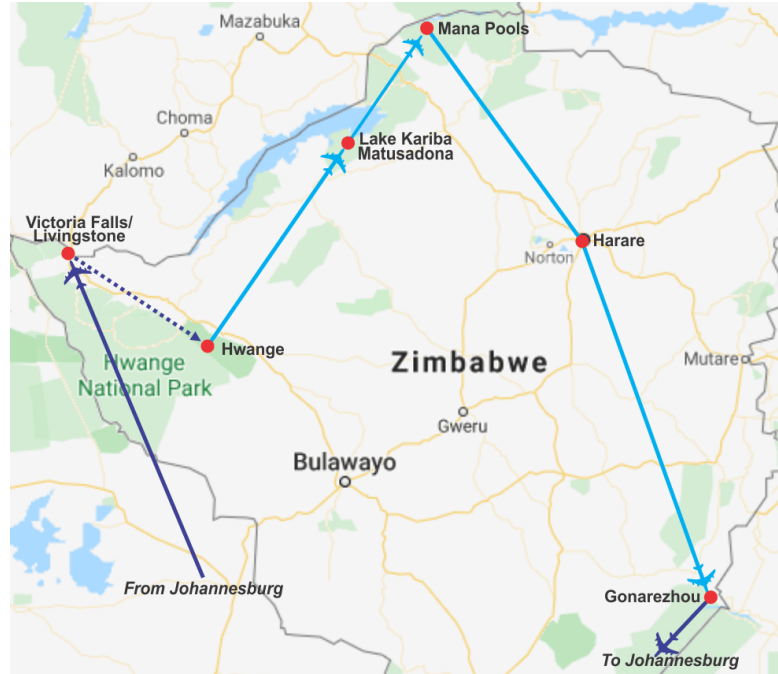 Mazabuka
Mana Pools
Choma
Lake Kariba
Matusadona
Kalomo
Victoria Falls/
Livingstone
Harare
Norton
Hwange
Hwange
National Park
Zimbabwe
Mutare
Gweru
Bulawayo
From Johannesburg
Gonarezhou
To Johannesburg